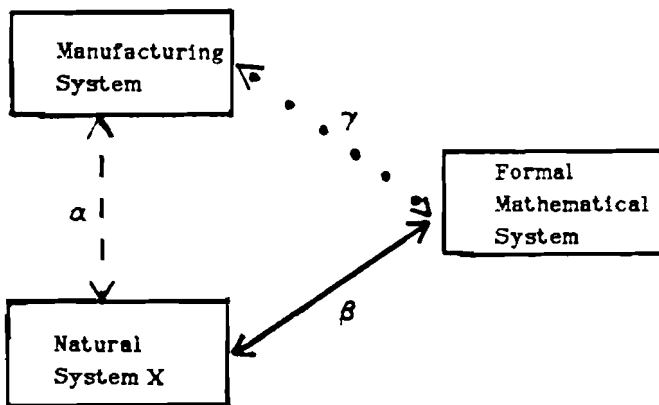 Manufacturing
System
γ
Formal
Mathematical
System
α
β
Natural
System X